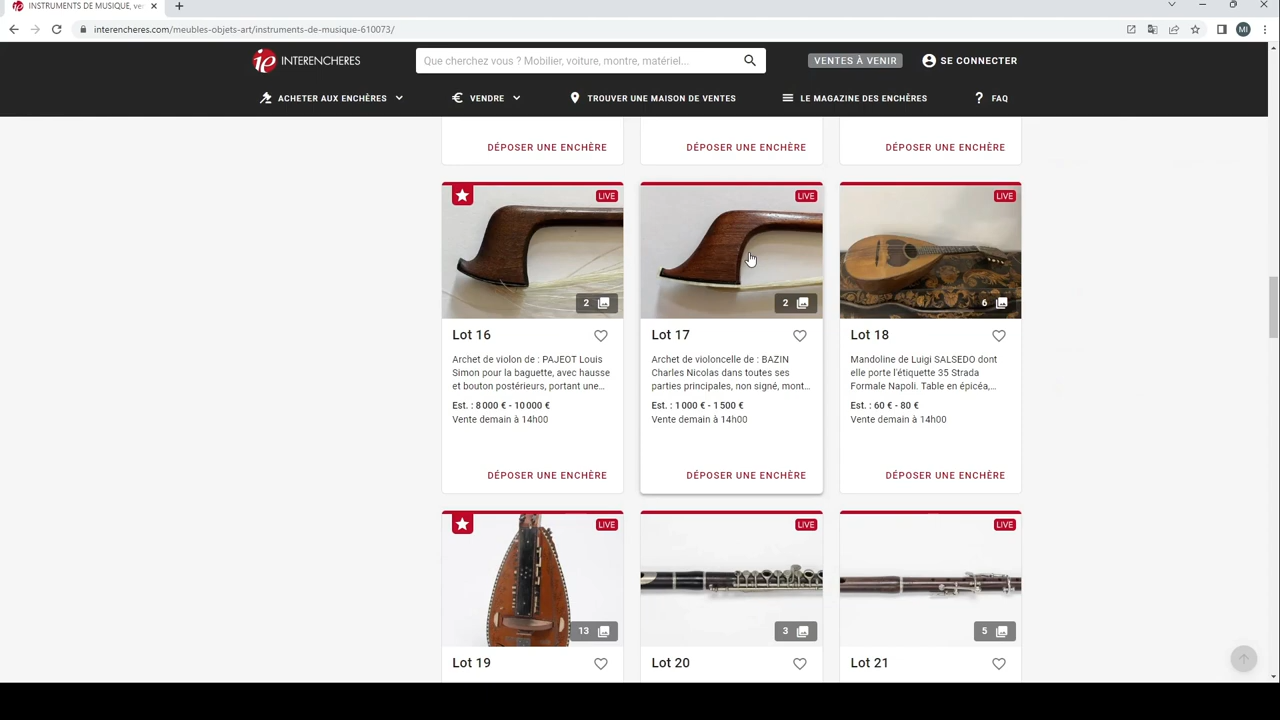 INSTRUMENTS DE MUSIQUE, ve
interencheres.com/meubles-objets-art/instruments-de-musique-610073/
MI
ie INTERENCHERES
Que cherchez vous ? Mobilier, voiture, montre, matériel...
VENTES À VENIR
SE CONNECTER
ACHETER AUX ENCHÈRES
VENDRE
TROUVER UNE MAISON DE VENTES
LE MAGAZINE DES ENCHÈRES
FAQ
DÉPOSER UNE ENCHÈRE
DÉPOSER UNE ENCHÈRE
DÉPOSER UNE ENCHÈRE
LIVE
2
Lot 16
Archet de violon de : PAJEOT Louis
Simon pour la baguette, avec hausse
et bouton postérieurs, portant une...
Est. : 8 000 € - 10 000 €
Vente demain à 14h00
DÉPOSER UNE ENCHÈRE
LIVE
2
Lot 17
Archet de violoncelle de : BAZIN
Charles Nicolas dans toutes ses
parties principales, non signé, mont...
Est. : 1 000 € - 1 500 €
Vente demain à 14h00
DÉPOSER UNE ENCHÈRE
LIVE
6
Lot 18
Mandoline de Luigi SALSEDO dont
elle porte l'étiquette 35 Strada
Formale Napoli. Table en épicéa,...
Est. : 60 € - 80 €
Vente demain à 14h00
DÉPOSER UNE ENCHÈRE
LIVE
13
Lot 19
LIVE
3
Lot 20
LIVE
5
Lot 21